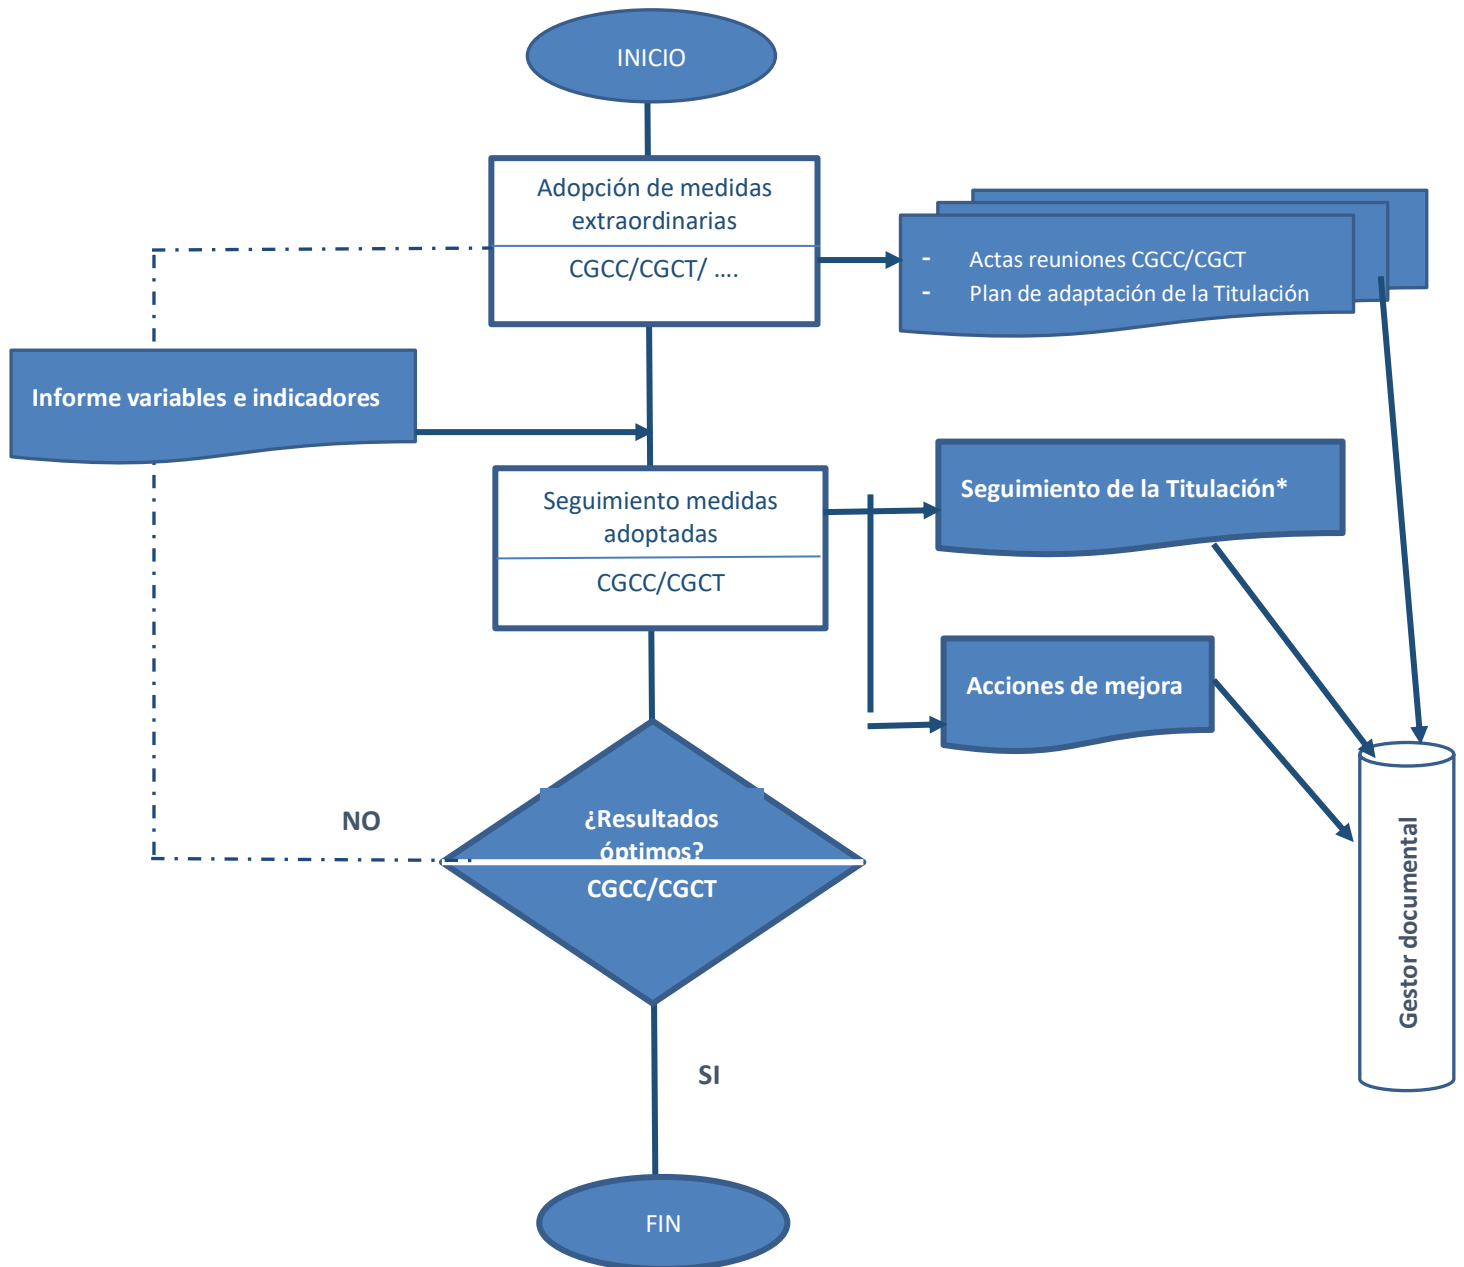 INICIO
Adopción de medidas
extraordinarias
CGCC/CGCT/ ....
- Actas reuniones CGCC/CGCT
- Plan de adaptación de la Titulación
Informe variables e indicadores
Seguimiento medidas
adoptadas
CGCC/CGCT
Seguimiento de la Titulación*
Acciones de mejora
NO
¿Resultados
óptimos?
CGCC/CGCT
Gestor documental
SI
FIN